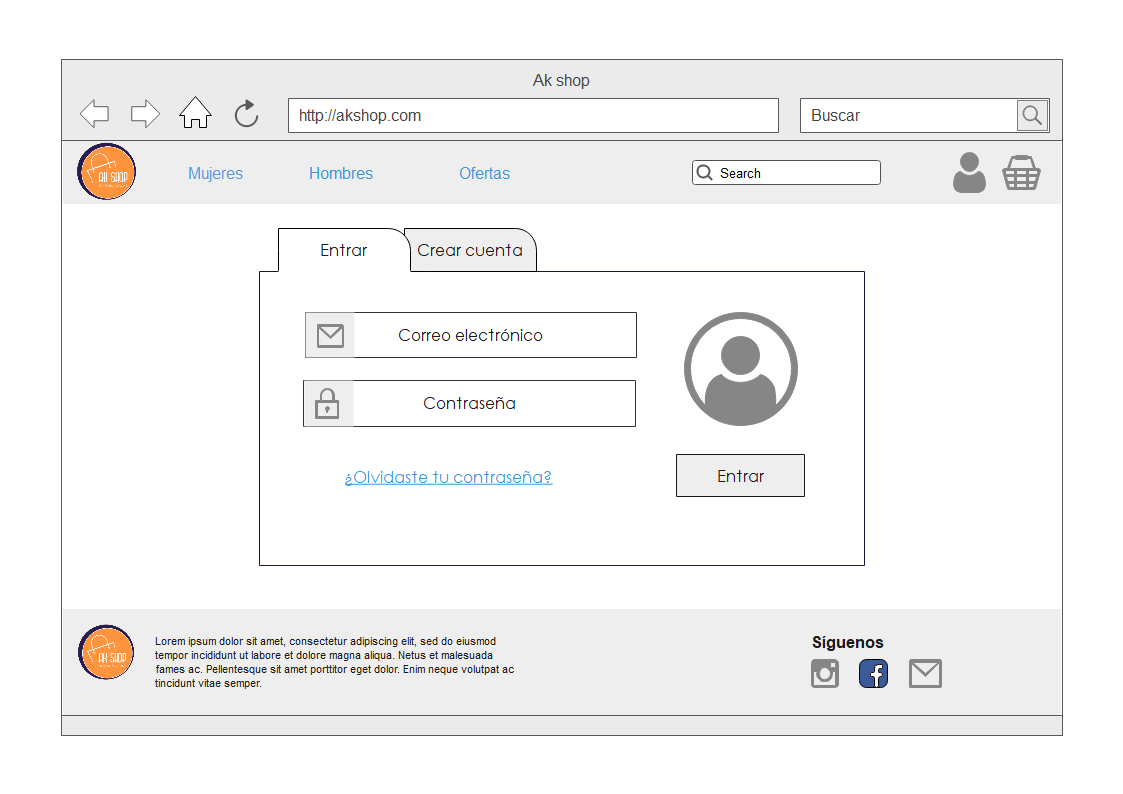 Ak shop
http://akshop.com
Buscar
AK SHOP
Mujeres
Hombres
Ofertas
Search
Entrar
Crear cuenta
Correo electrónico
Contraseña
¿Olvidaste tu contraseña?
Entrar
AK SHOP
Lorem ipsum dolor sit amet, consectetur adipiscing elit, sed do eiusmod
tempor incididunt ut labore et dolore magna aliqua. Netus et malesuada
fames ac. Pellentesque sit amet porttitor eget dolor. Enim neque volutpat ac
tincidunt vitae semper.
Síguenos